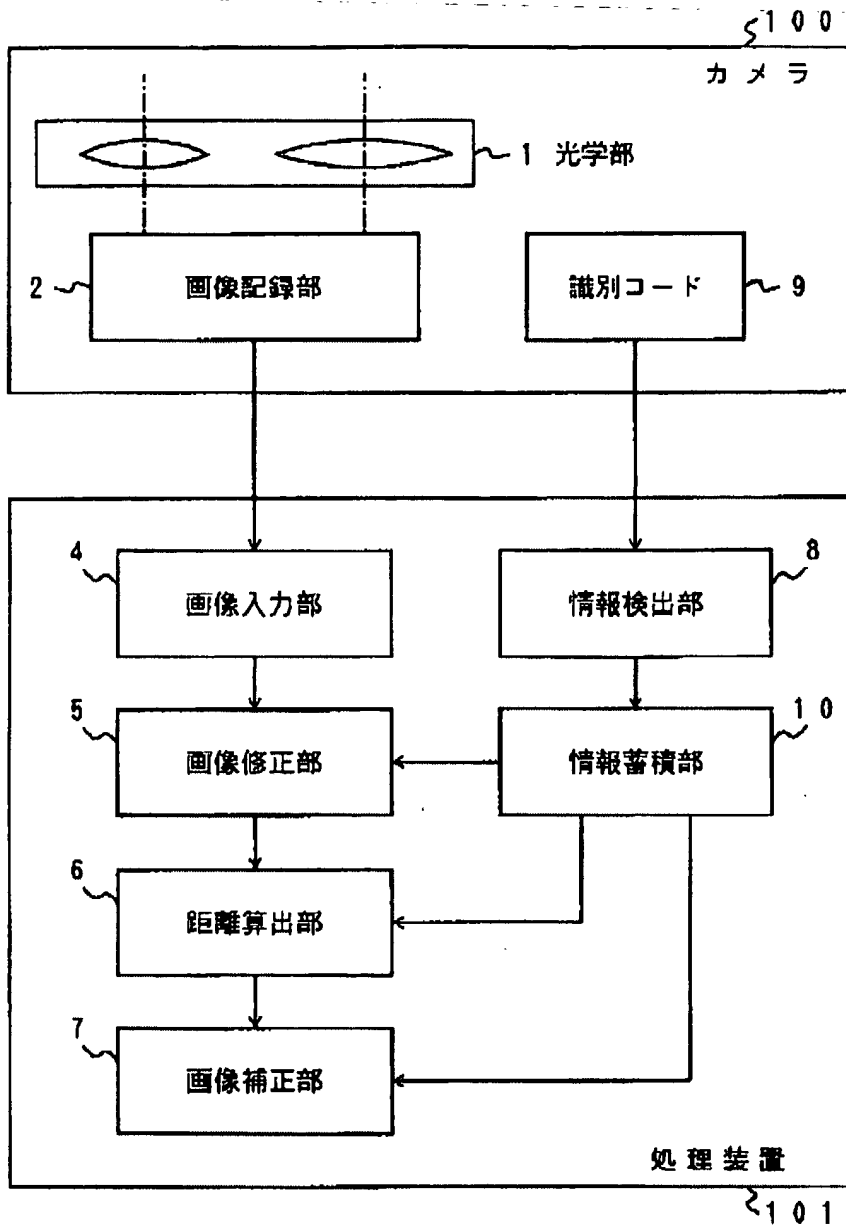 100
カメラ
1 光学部
2
画像記録部
識別コード
9
4
画像入力部
情報検出部
8
5
画像修正部
情報蓄積部
10
6
距離算出部
7
画像補正部
処理装置
101